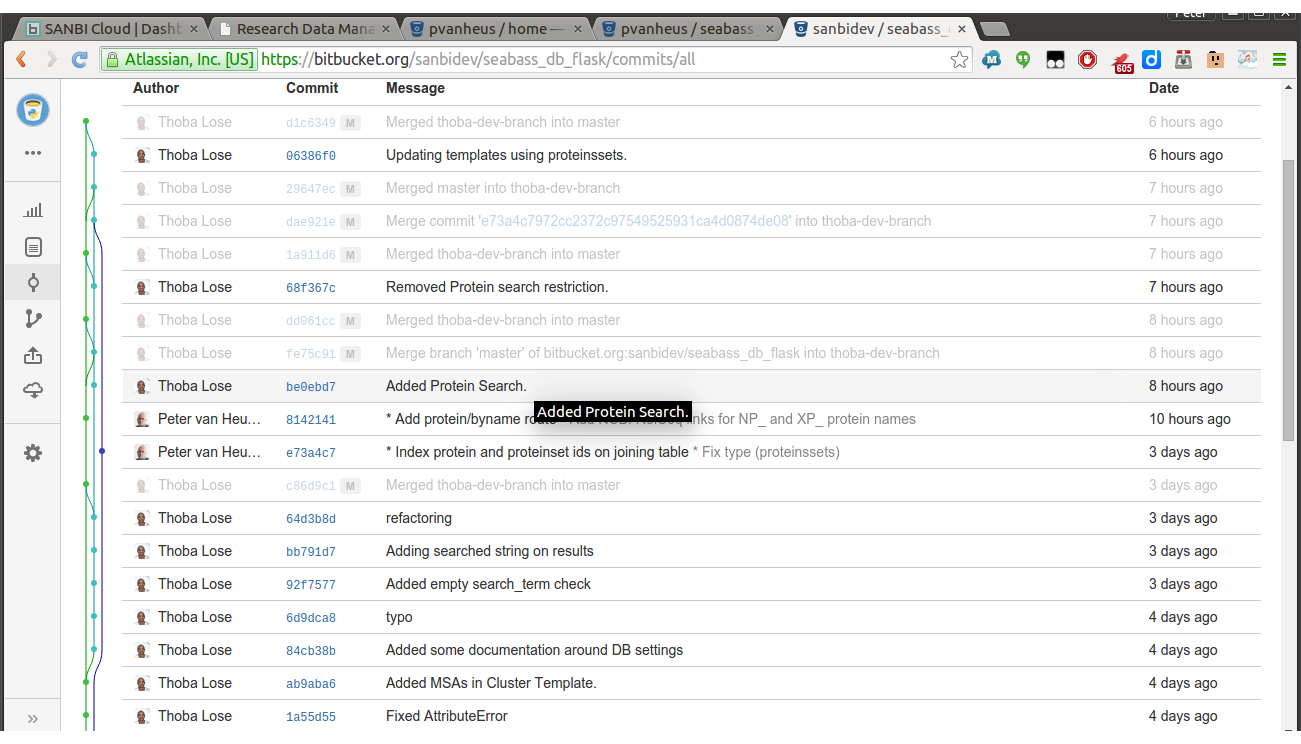 Peter
SANBI Cloud | Dashb
Research Data Mana
pvanheus / home —
pvanheus / seabass
sanbidev / seabass_
Atlassian, Inc. [US] https://bitbucket.org/sanbidev/seabass_db_flask/commits/all
605
Author Commit Message Date
Thoba Lose d1c6349 M Merged thoba-dev-branch into master 6 hours ago
Thoba Lose 06386f0 Updating templates using proteinssets. 6 hours ago
Thoba Lose 29647ec M Merged master into thoba-dev-branch 7 hours ago
Thoba Lose dae921e M Merge commit 'e73a4c7972cc2372c97549525931ca4d0874de08' into thoba-dev-branch 7 hours ago
Thoba Lose 1a911d6 M Merged thoba-dev-branch into master 7 hours ago
Thoba Lose 68f367c Removed Protein search restriction. 7 hours ago
Thoba Lose dd061cc M Merged thoba-dev-branch into master 8 hours ago
Thoba Lose fe75c91 M Merge branch 'master' of bitbucket.org:sanbidev/seabass_db_flask into thoba-dev-branch 8 hours ago
Thoba Lose be0ebd7 Added Protein Search. 8 hours ago
Added Protein Search.
Peter van Heu… 8142141 * Add protein/byname links for NP_ and XP_ protein names 10 hours ago
Peter van Heu… e73a4c7 * Index protein and proteinset ids on joining table * Fix type (proteinssets) 3 days ago
Thoba Lose c86d9c1 M Merged thoba-dev-branch into master 3 days ago
Thoba Lose 64d3b8d refactoring 3 days ago
Thoba Lose bb791d7 Adding searched string on results 3 days ago
Thoba Lose 92f7577 Added empty search_term check 3 days ago
Thoba Lose 6d9dca8 typo 4 days ago
Thoba Lose 84cb38b Added some documentation around DB settings 4 days ago
Thoba Lose ab9aba6 Added MSAs in Cluster Template. 4 days ago
Thoba Lose 1a55d55 Fixed AttributeError 4 days ago